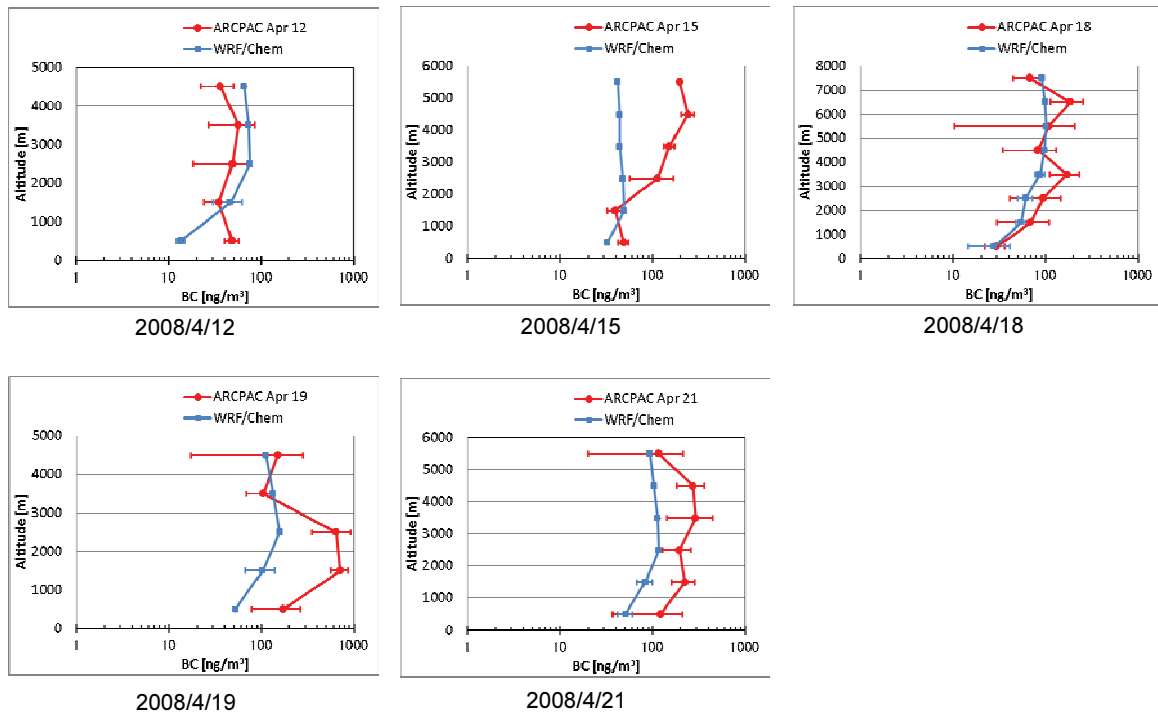 ARCPAC Apr 12
WRF/Chem
5000
4000
3000
2000
1000
0
Altitude [m]
1 10 100 1000
BC [ng/m³]
2008/4/12
ARCPAC Apr 15
WRF/Chem
6000
5000
4000
3000
2000
1000
0
Altitude [m]
1 10 100 1000
BC [ng/m³]
2008/4/15
ARCPAC Apr 18
WRF/Chem
8000
7000
6000
5000
4000
3000
2000
1000
0
Altitude [m]
1 10 100 1000
BC [ng/m³]
2008/4/18
ARCPAC Apr 19
WRF/Chem
5000
4000
3000
2000
1000
0
Altitude [m]
1 10 100 1000
BC [ng/m³]
2008/4/19
ARCPAC Apr 21
WRF/Chem
6000
5000
4000
3000
2000
1000
0
Altitude [m]
1 10 100 1000
BC [ng/m³]
2008/4/21